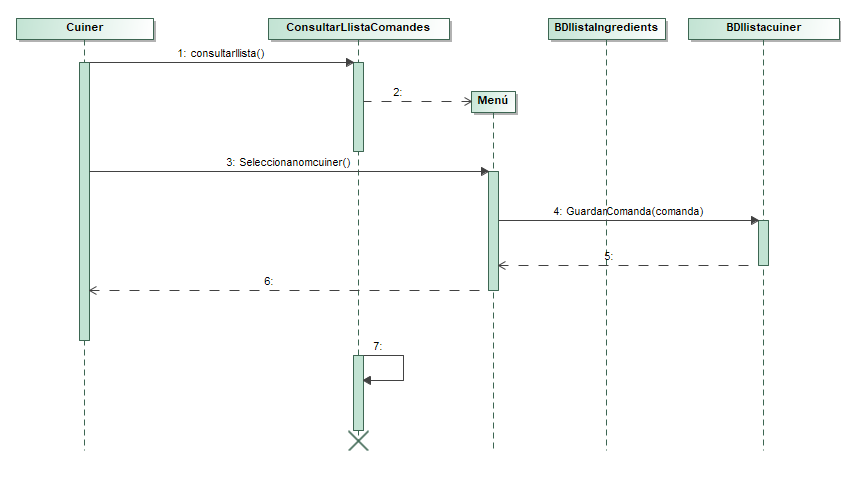 Cuiner
ConsultarLlistaComandes
BDllistaIngredients
BDllistacuiner
1: consultarllista()
2:
Menú
3: Seleccionanomcuiner()
4: GuardarComanda(comanda)
5:
6:
7: